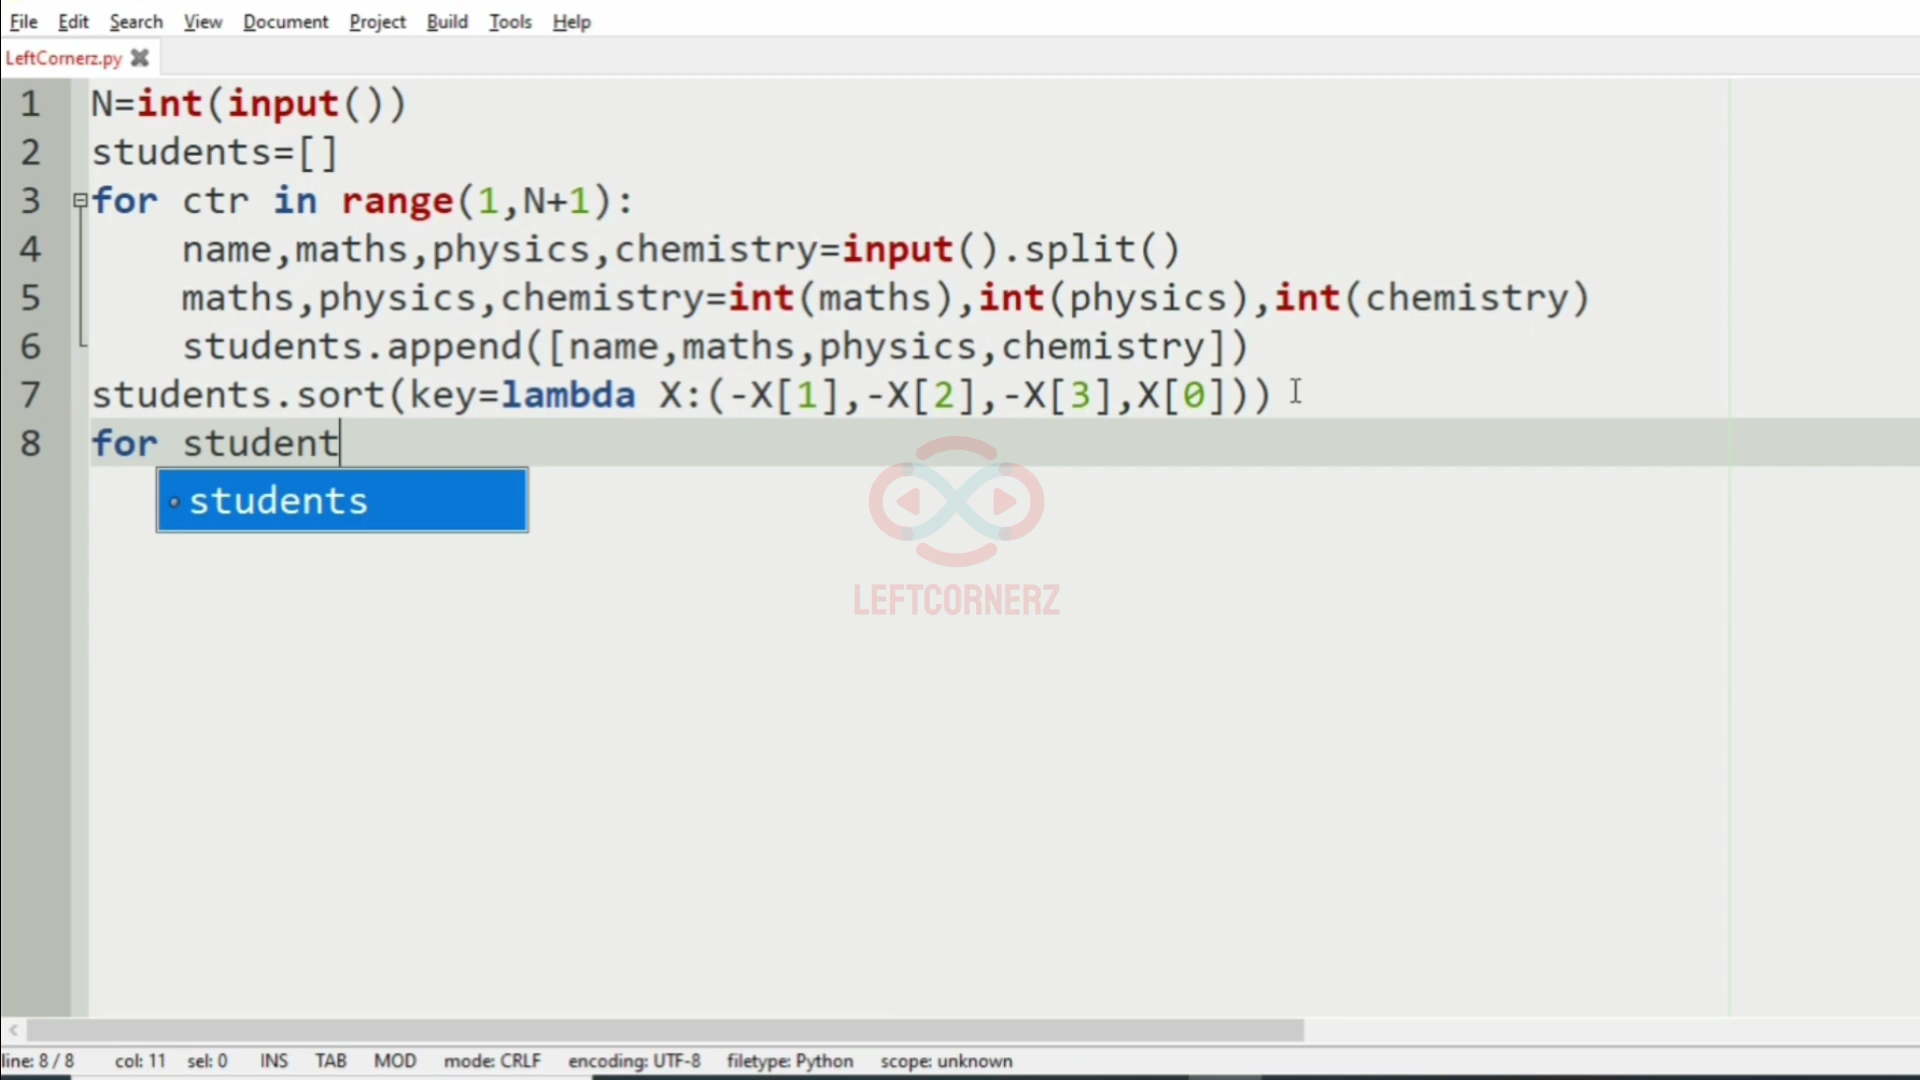 File Edit Search View Document Project Build Tools Help
LeftCornerz.py
1 N=int(input())
2 students=[]
3 for ctr in range(1,N+1):
4     name,maths,physics,chemistry=input().split()
5     maths,physics,chemistry=int(maths),int(physics),int(chemistry)
6     students.append([name,maths,physics,chemistry])
7 students.sort(key=lambda X:(-X[1],-X[2],-X[3],X[0]))
8 for student
students
LEFTCORNERZ
line: 8 / 8 col: 11 sel: 0 INS TAB MOD mode: CRLF encoding: UTF-8 filetype: Python scope: unknown